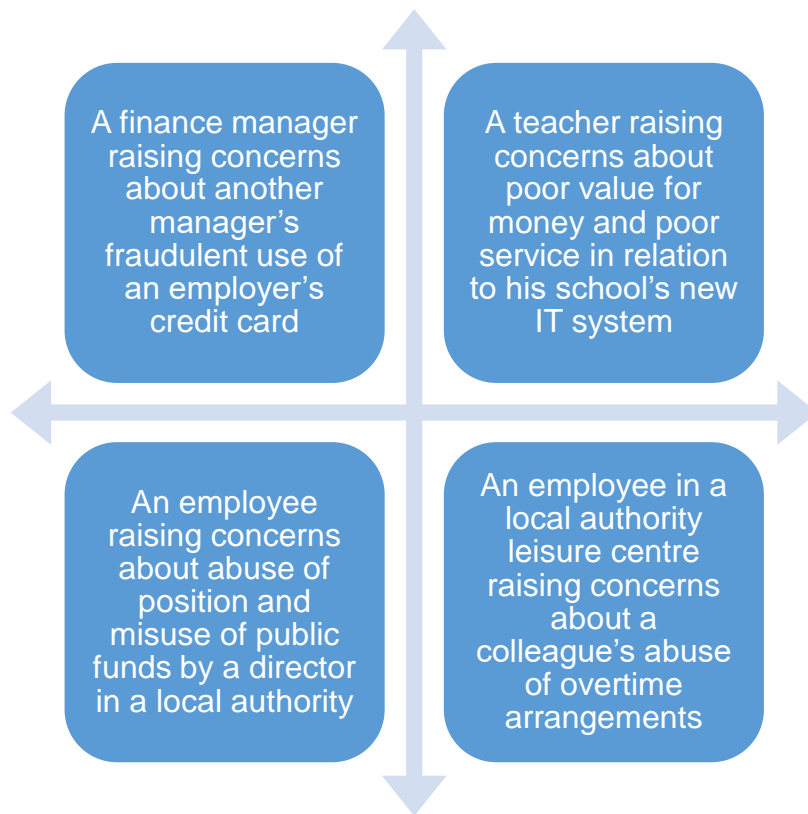 A finance manager
raising concerns
about another
manager’s
fraudulent use of
an employer’s
credit card
A teacher raising
concerns about
poor value for
money and poor
service in relation
to his school’s new
IT system
An employee
raising concerns
about abuse of
position and
misuse of public
funds by a director
in a local authority
An employee in a
local authority
leisure centre
raising concerns
about a
colleague’s abuse
of overtime
arrangements